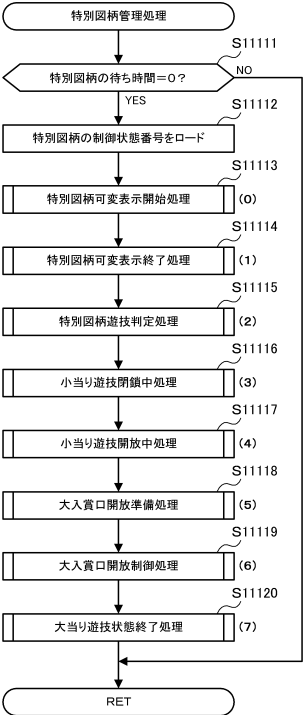 特別図柄管理処理
S11111
特別図柄の待ち時間＝０？
NO
YES
S11112
特別図柄の制御状態番号をロード
S11113
特別図柄可変表示開始処理
(0)
S11114
特別図柄可変表示終了処理
(1)
S11115
特別図柄遊技判定処理
(2)
S11116
小当り遊技閉鎖中処理
(3)
S11117
小当り遊技開放中処理
(4)
S11118
大入賞口開放準備処理
(5)
S11119
大入賞口開放制御処理
(6)
S11120
大当り遊技状態終了処理
(7)
RET